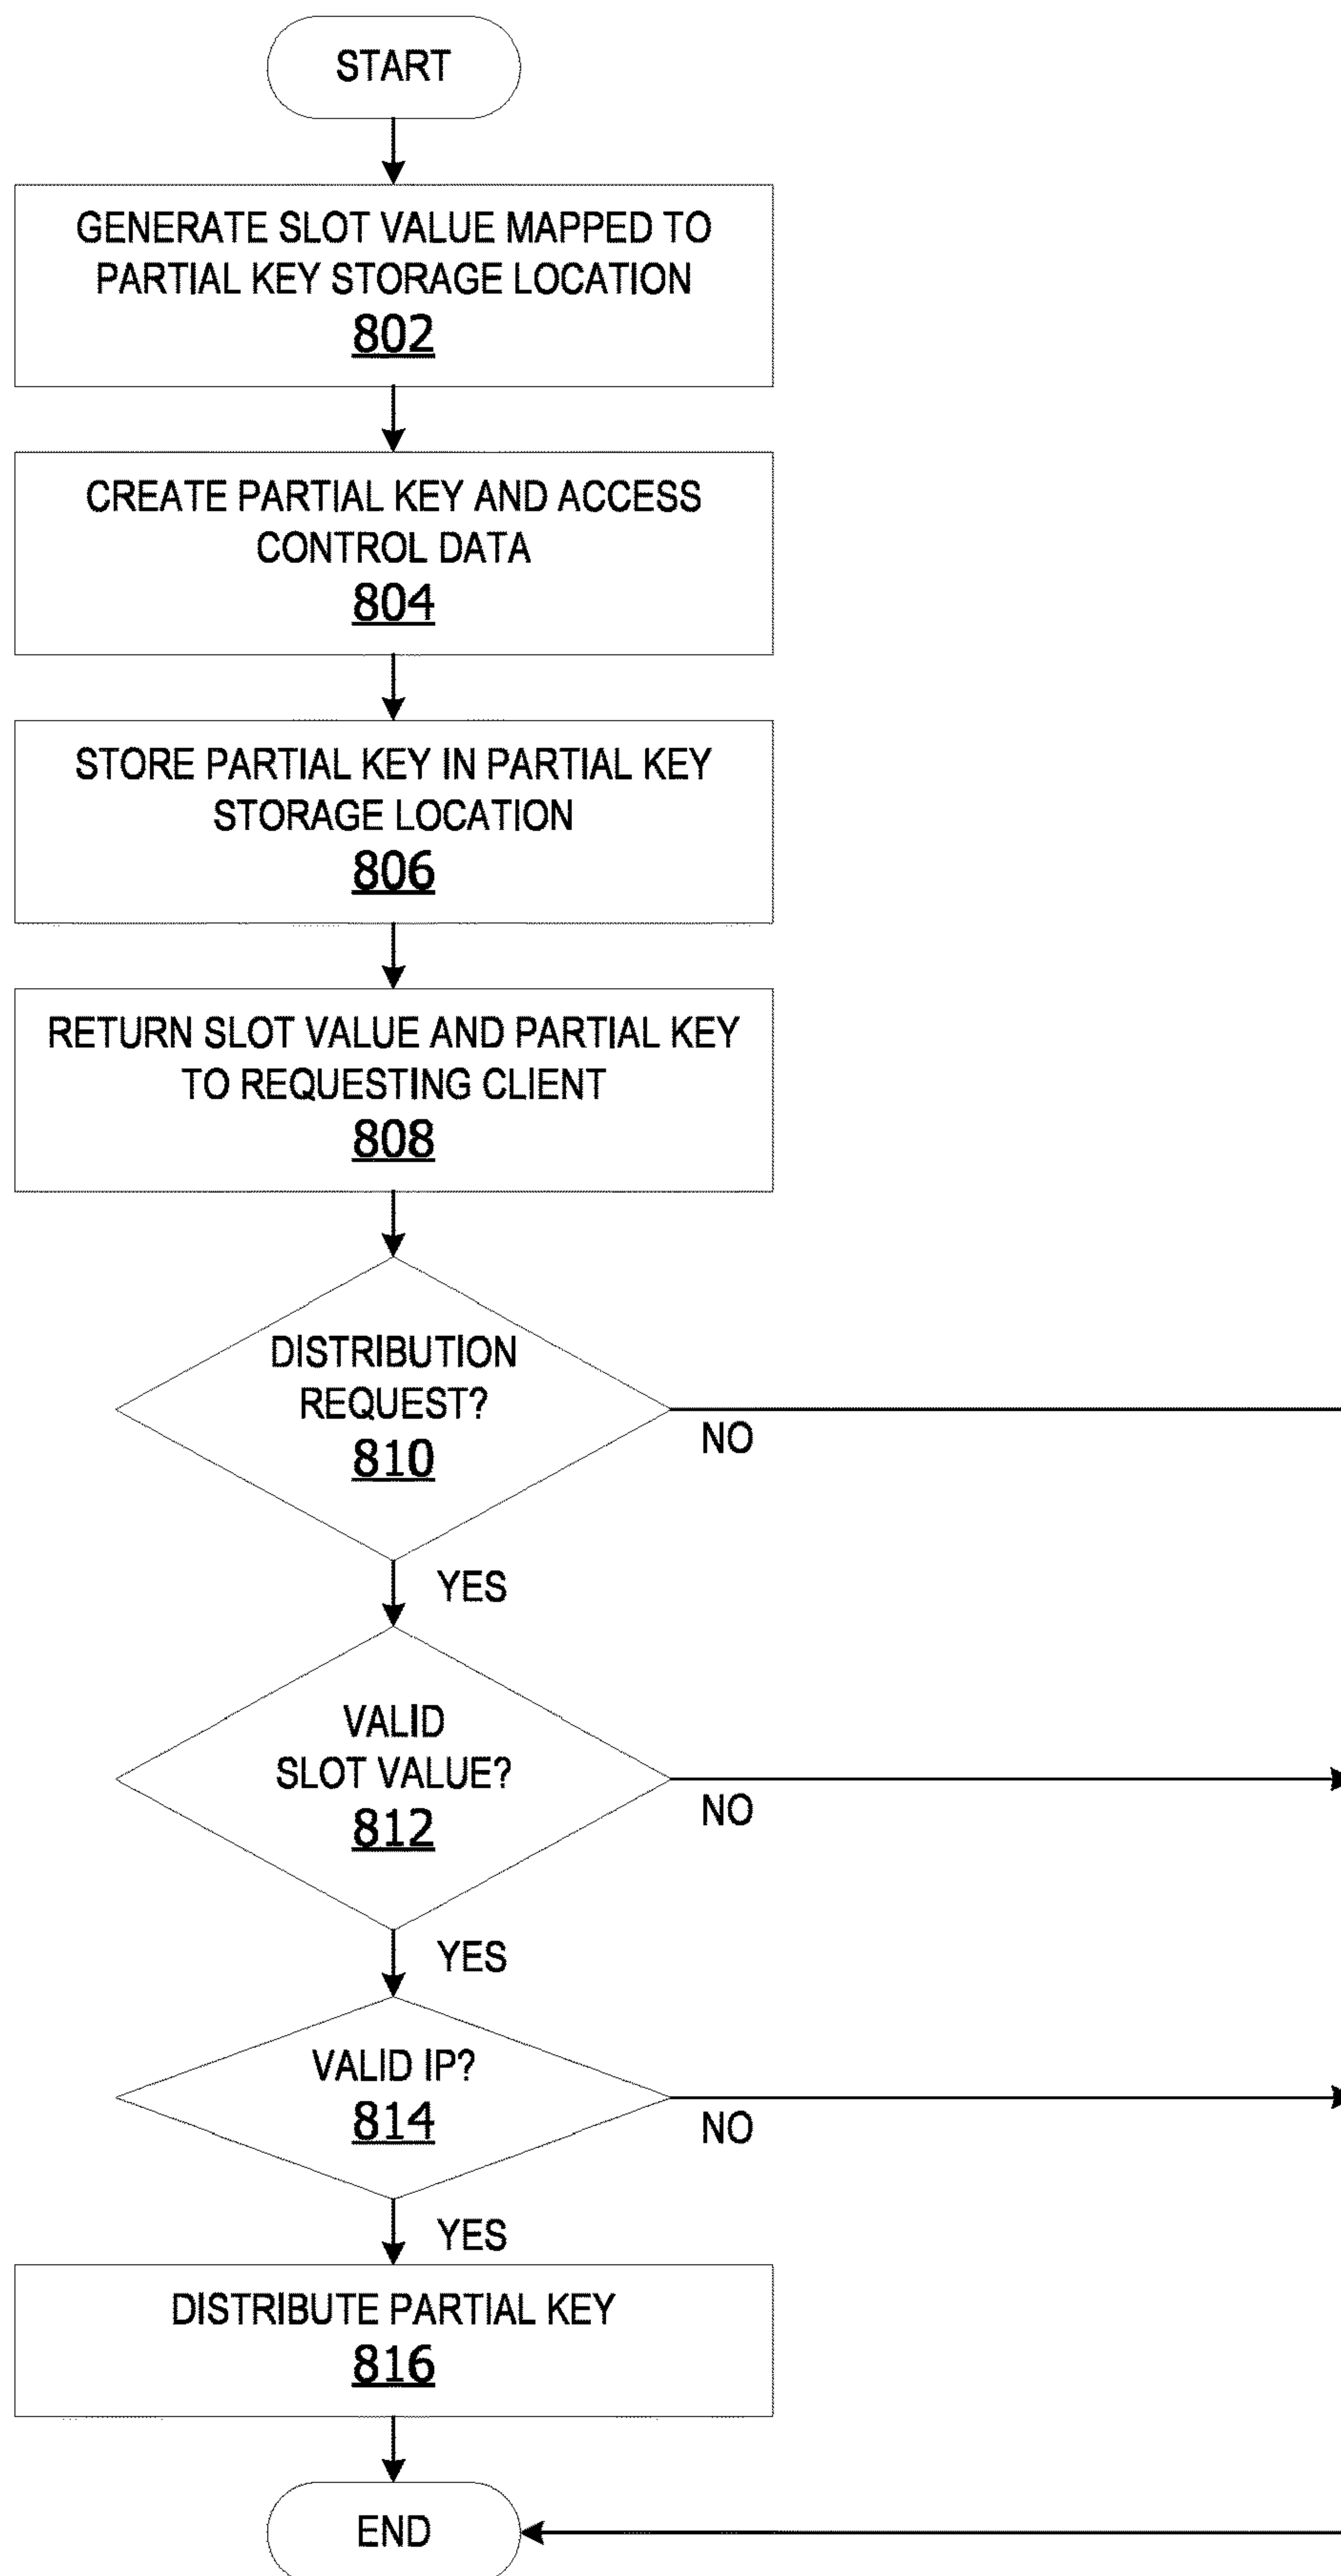 START
GENERATE SLOT VALUE MAPPED TO
PARTIAL KEY STORAGE LOCATION
802
CREATE PARTIAL KEY AND ACCESS
CONTROL DATA
804
STORE PARTIAL KEY IN PARTIAL KEY
STORAGE LOCATION
806
RETURN SLOT VALUE AND PARTIAL KEY
TO REQUESTING CLIENT
808
DISTRIBUTION
REQUEST?
810
NO
YES
VALID
SLOT VALUE?
812
NO
YES
VALID IP?
814
NO
YES
DISTRIBUTE PARTIAL KEY
816
END